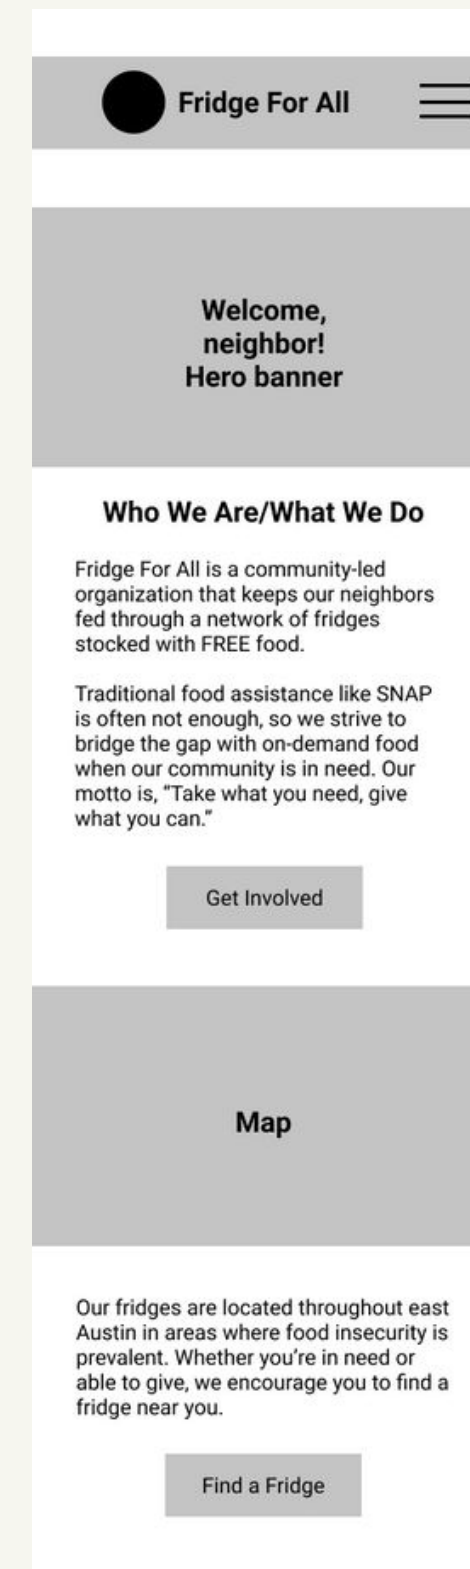 Fridge For All
Welcome,
neighbor!
Hero banner
Who We Are/What We Do
Fridge For All is a community-led
organization that keeps our neighbors
fed through a network of fridges
stocked with FREE food.
Traditional food assistance like SNAP
is often not enough, so we strive to
bridge the gap with on-demand food
when our community is in need. Our
motto is, “Take what you need, give
what you can.”
Get Involved
Map
Our fridges are located throughout east
Austin in areas where food insecurity is
prevalent. Whether you’re in need or
able to give, we encourage you to find a
fridge near you.
Find a Fridge